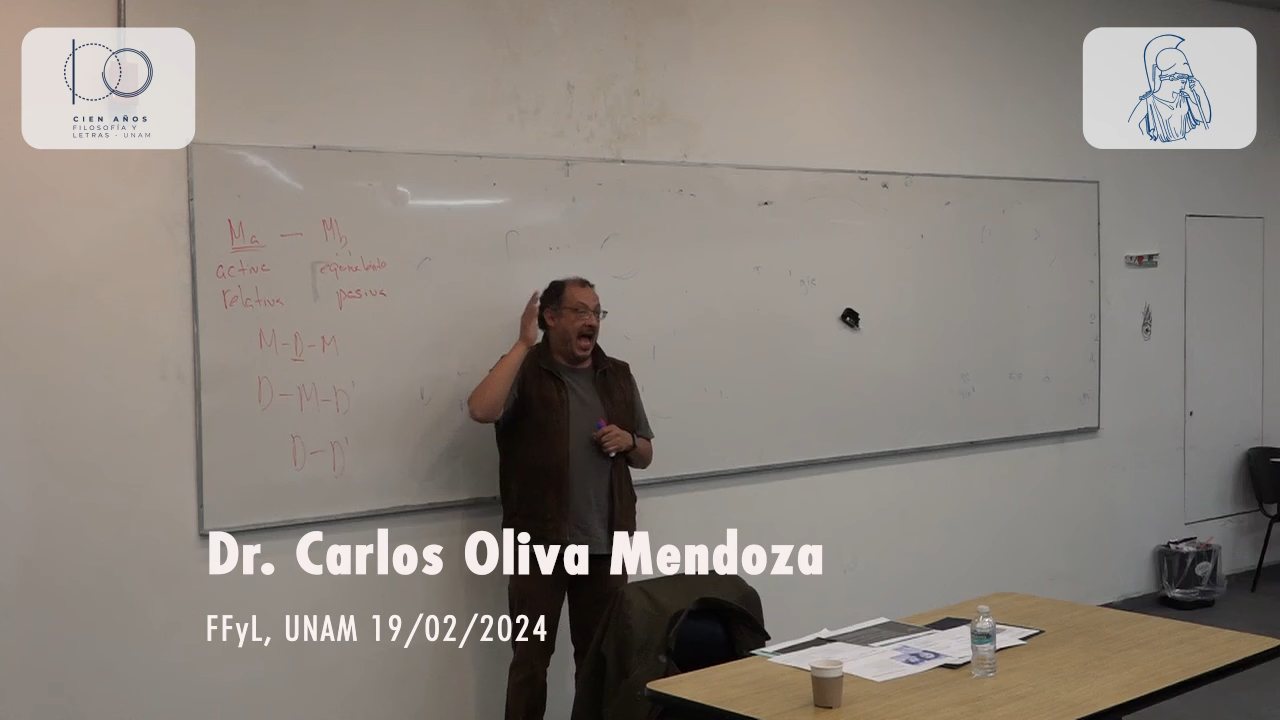 CIEN AÑOS
FILOSOFÍA Y
LETRAS · UNAM
Ma — Mb
activa
relativa pasiva
M-D-M
D-M-D'
D-D'
Dr. Carlos Oliva Mendoza
FFyL, UNAM 19/02/2024